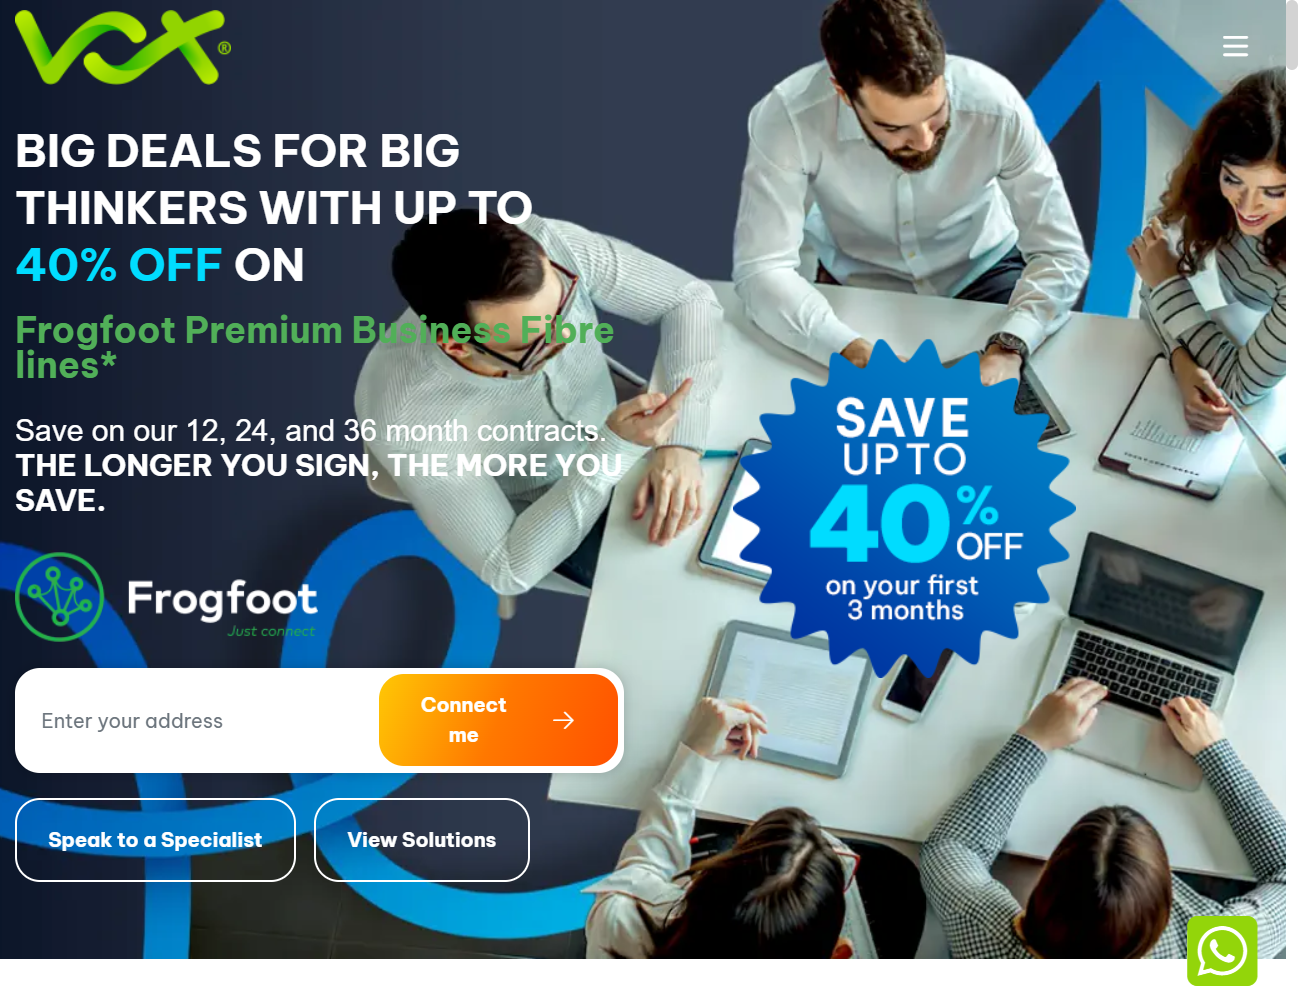 VOX®
BIG DEALS FOR BIG
THINKERS WITH UP TO
40% OFF ON
Frogfoot Premium Business Fibre
lines*
Save on our 12, 24, and 36 month contracts.
THE LONGER YOU SIGN, THE MORE YOU
SAVE.
Frogfoot
Just connect
Enter your address
Connect
me
Speak to a Specialist
View Solutions
SAVE
UP TO
40%
OFF
on your first
3 months